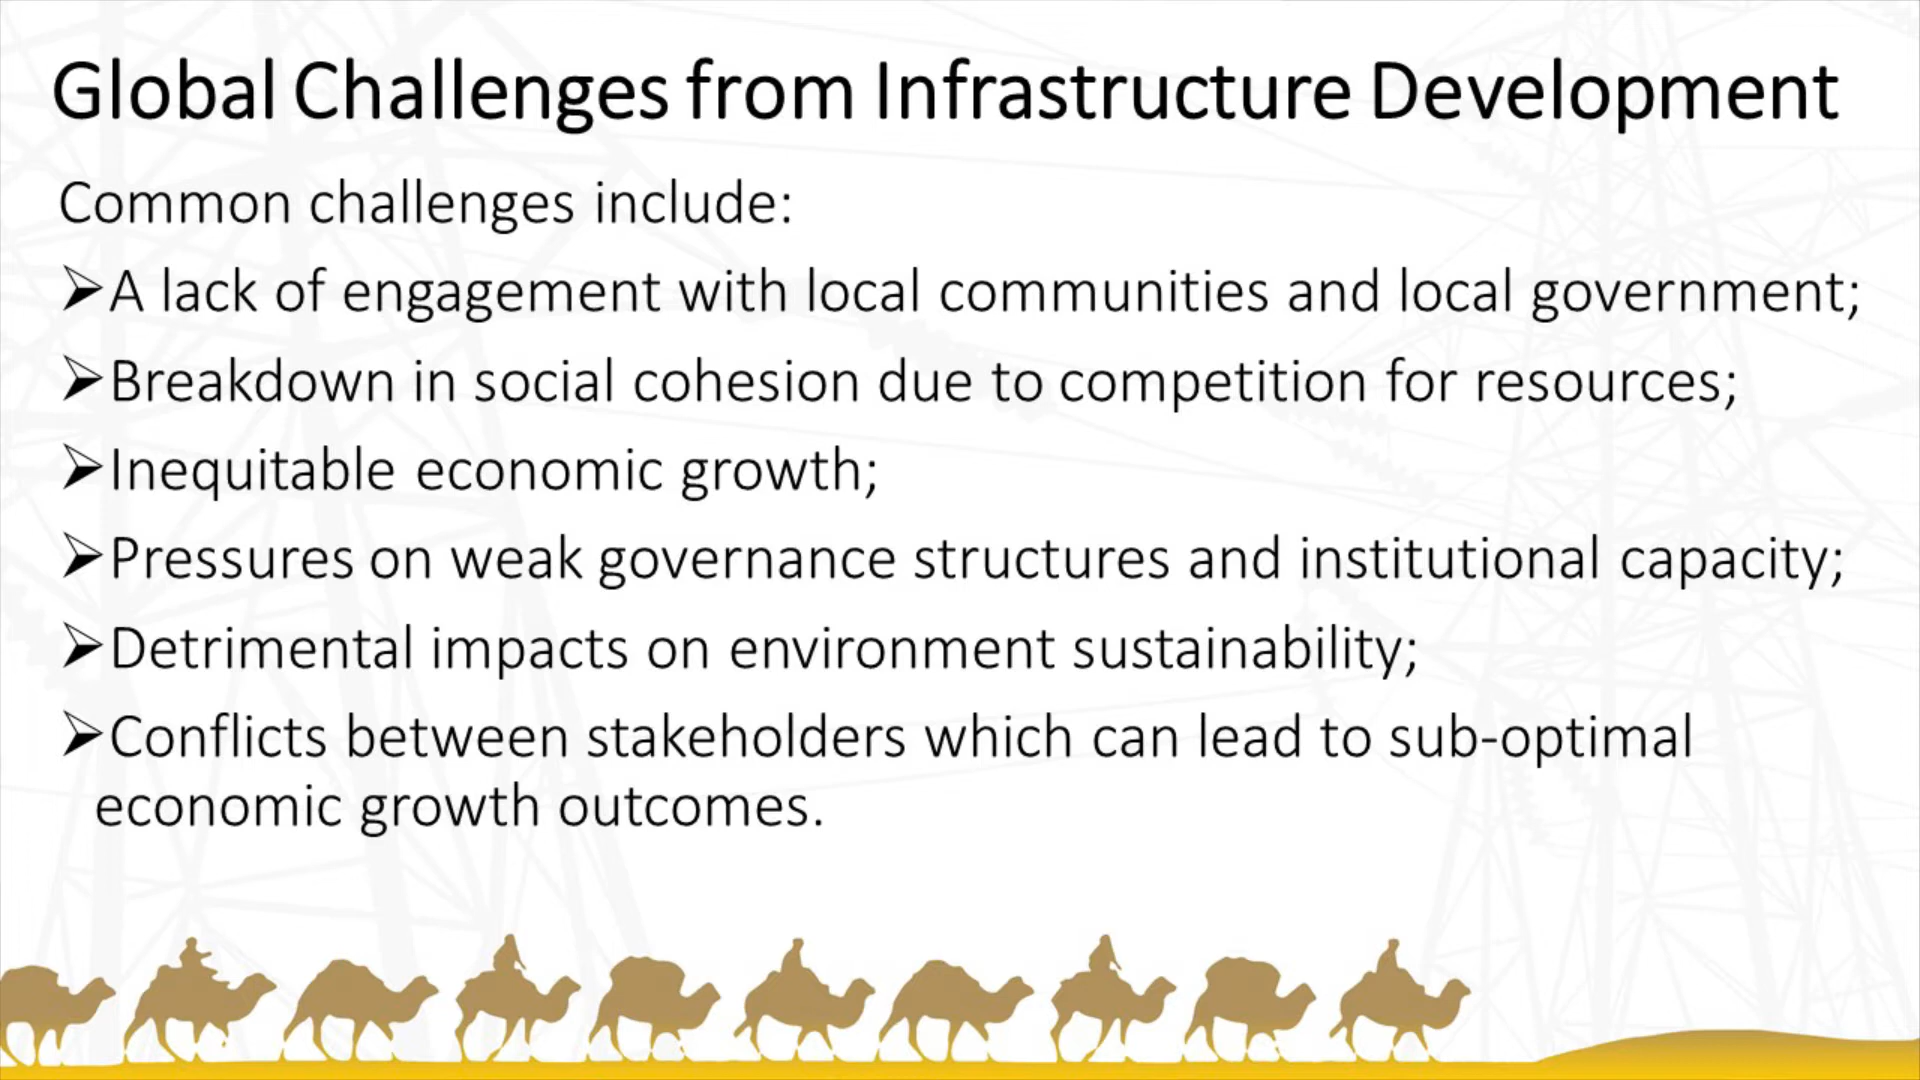 Global Challenges from Infrastructure Development
Common challenges include:
➢A lack of engagement with local communities and local government;
➢Breakdown in social cohesion due to competition for resources;
➢Inequitable economic growth;
➢Pressures on weak governance structures and institutional capacity;
➢Detrimental impacts on environment sustainability;
➢Conflicts between stakeholders which can lead to sub-optimal
economic growth outcomes.